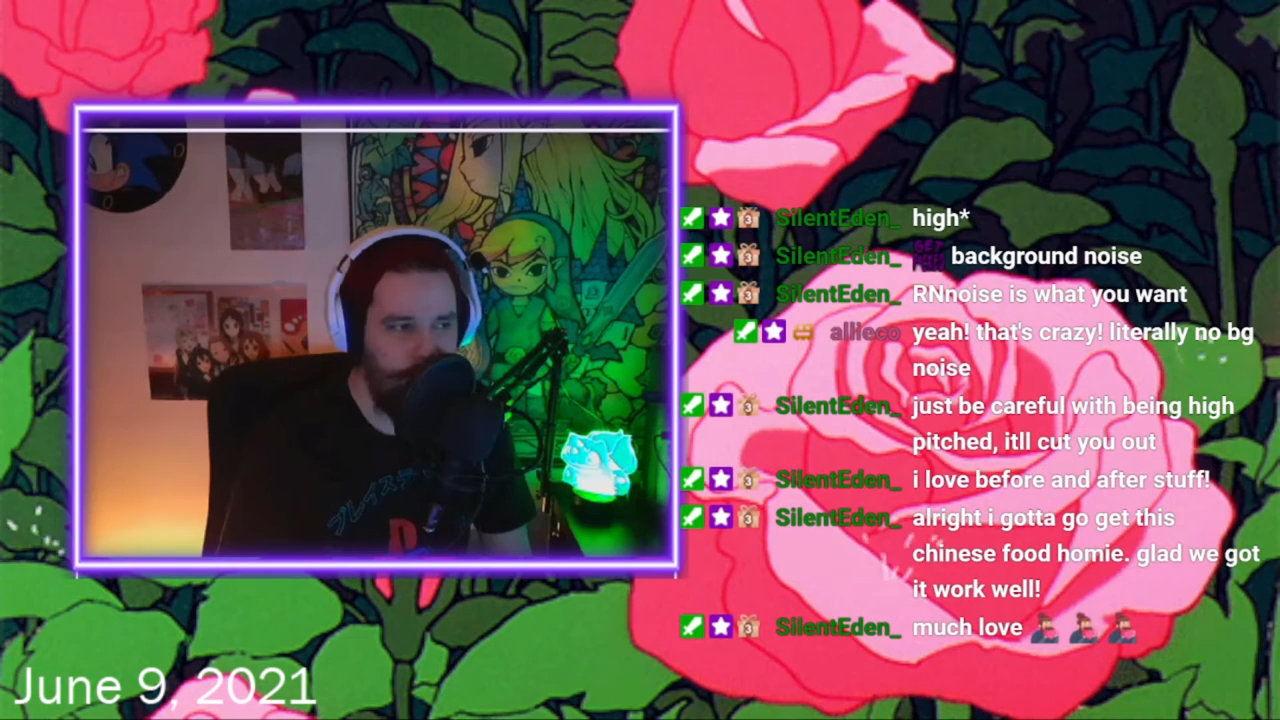 SilentEden_ high*
SilentEden_ background noise
SilentEden_ RNnoise is what you want
allieco yeah! that's crazy! literally no bg
noise
SilentEden_ just be careful with being high
pitched, itll cut you out
SilentEden_ i love before and after stuff!
SilentEden_ alright i gotta go get this
chinese food homie. glad we got
it work well!
SilentEden_ much love
June 9, 2021